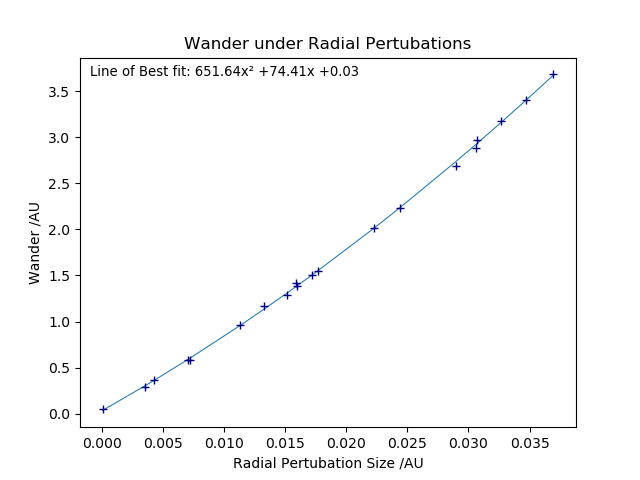 Wander under Radial Pertubations
Line of Best fit: 651.64x² +74.41x +0.03
3.5
3.0
2.5
2.0
1.5
1.0
0.5
0.0
Wander /AU
0.000 0.005 0.010 0.015 0.020 0.025 0.030 0.035
Radial Pertubation Size /AU